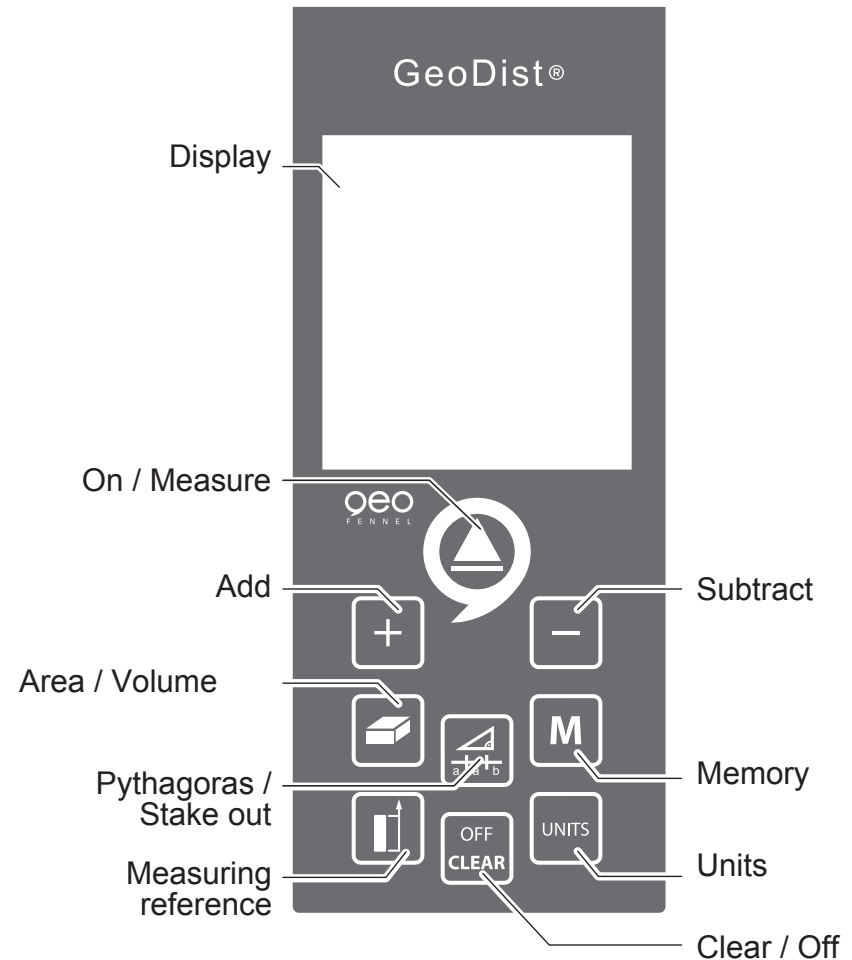 GeoDist®
Display
On / Measure
geo
FENNEL
Add
Subtract
+
−
Area / Volume
M
a a b
Memory
Pythagoras /
Stake out
OFF
CLEAR
UNITS
Units
Measuring
reference
Clear / Off